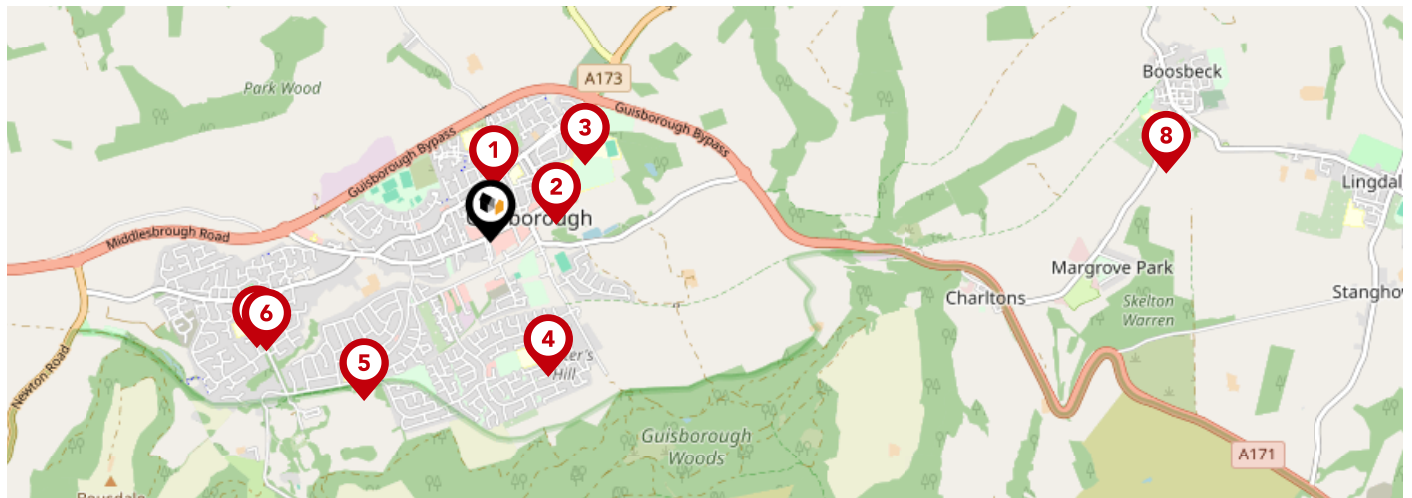 Boosbeck
A173
Park Wood
Guisborough Bypass
Guisborough Bypass
3
8
1
2
Lingdal
borough
Middlesbrough Road
Margrove Park
Charltons
Skelton
Warren
Stangho
6
4
5
Hill
Newton Road
Guisborough
Woods
A171